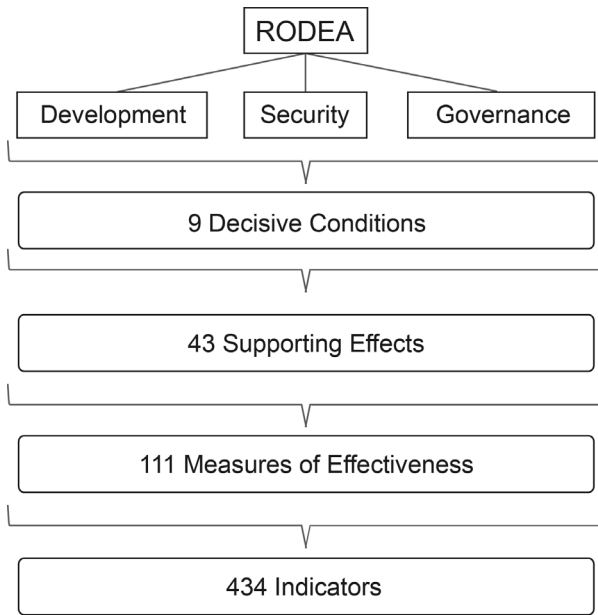 RODEA
Development Security Governance
9 Decisive Conditions
43 Supporting Effects
111 Measures of Effectiveness
434 Indicators